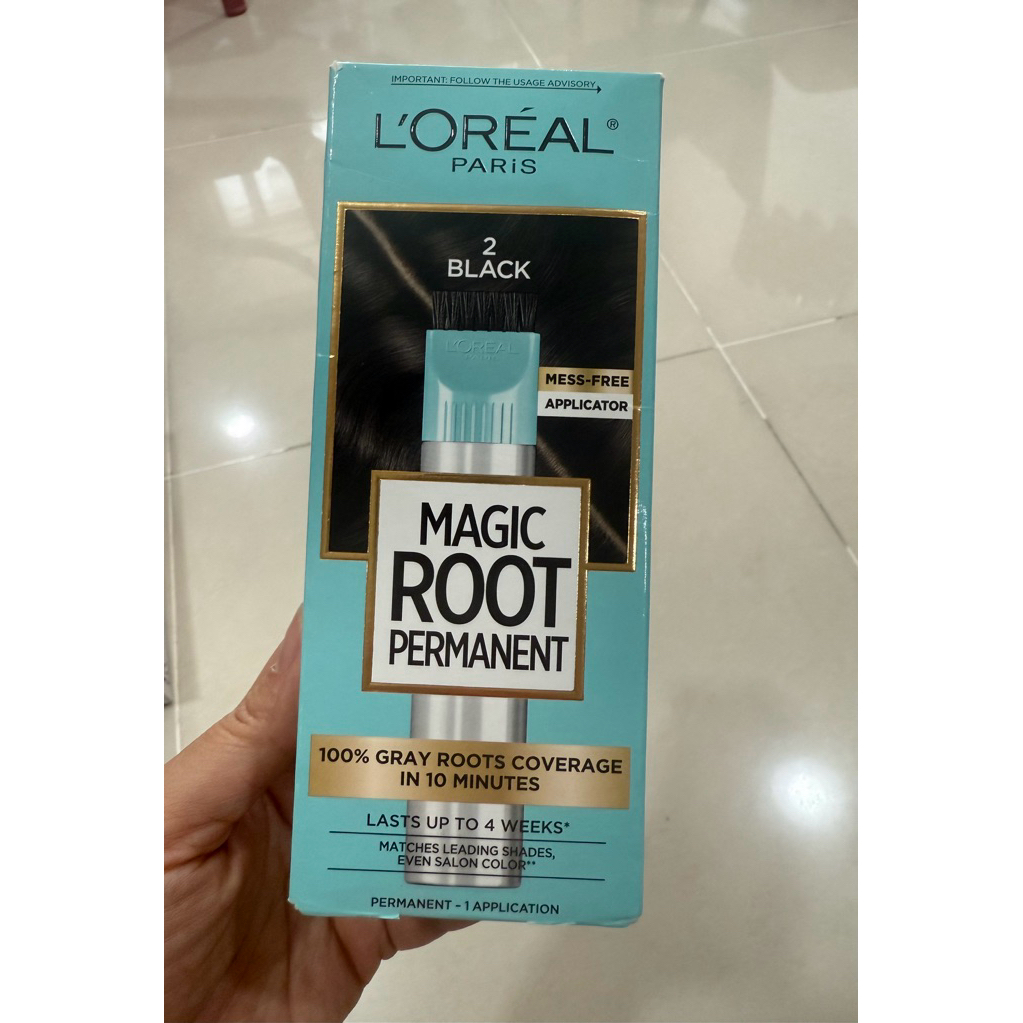 IMPORTANT: FOLLOW THE USAGE ADVISORY
L'ORÉAL®
PARiS
2
BLACK
L'ORÉAL
PARIS
MESS-FREE
APPLICATOR
MAGIC
ROOT
PERMANENT
100% GRAY ROOTS COVERAGE
IN 10 MINUTES
LASTS UP TO 4 WEEKS*
MATCHES LEADING SHADES,
EVEN SALON COLOR**
PERMANENT - 1 APPLICATION